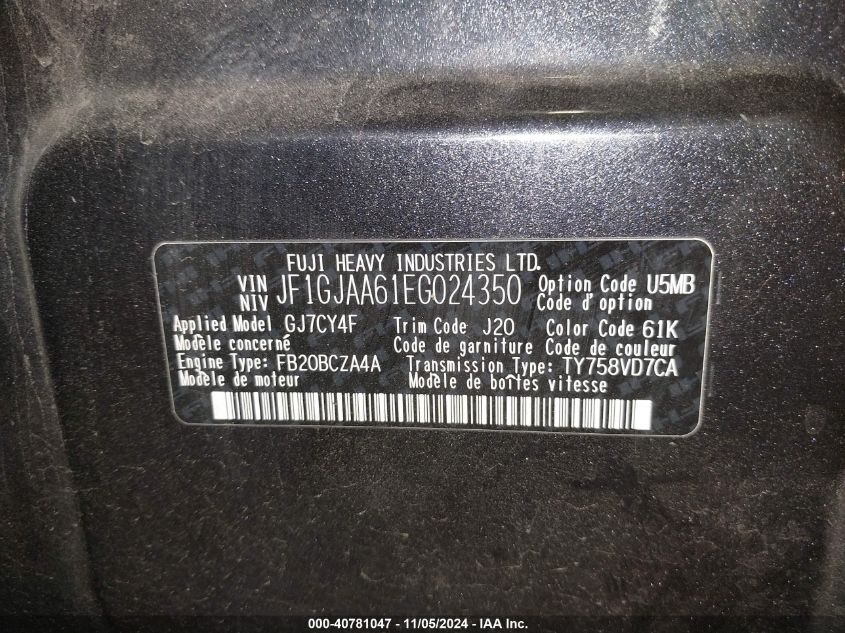 FUJI HEAVY INDUSTRIES LTD.
VIN NIV JF1GJAA61EG024350 Option Code U5MB
Code d'option
Applied Model GJ7CY4F Trim Code J20 Color Code 61K
Modèle concerné Code de garniture Code de couleur
Engine Type: FB20BCZA4A Transmission Type: TY758VD7CA
Modèle de moteur Modèle de boîtes vitesse
000-40781047 - 11/05/2024 - IAA Inc.